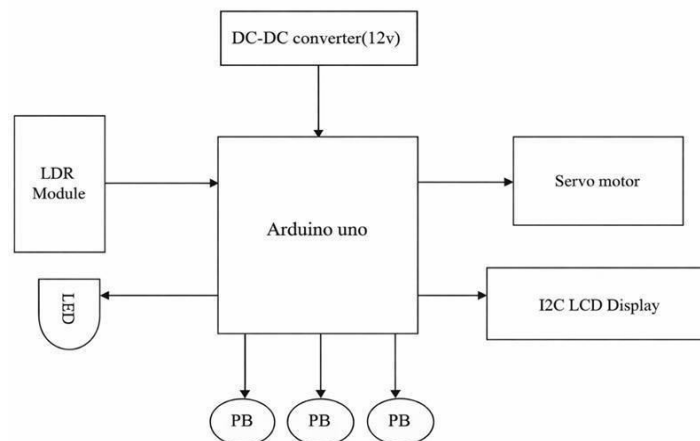 DC-DC converter(12v)
LDR
Module
Servo motor
Arduino uno
LED
I2C LCD Display
PB
PB
PB